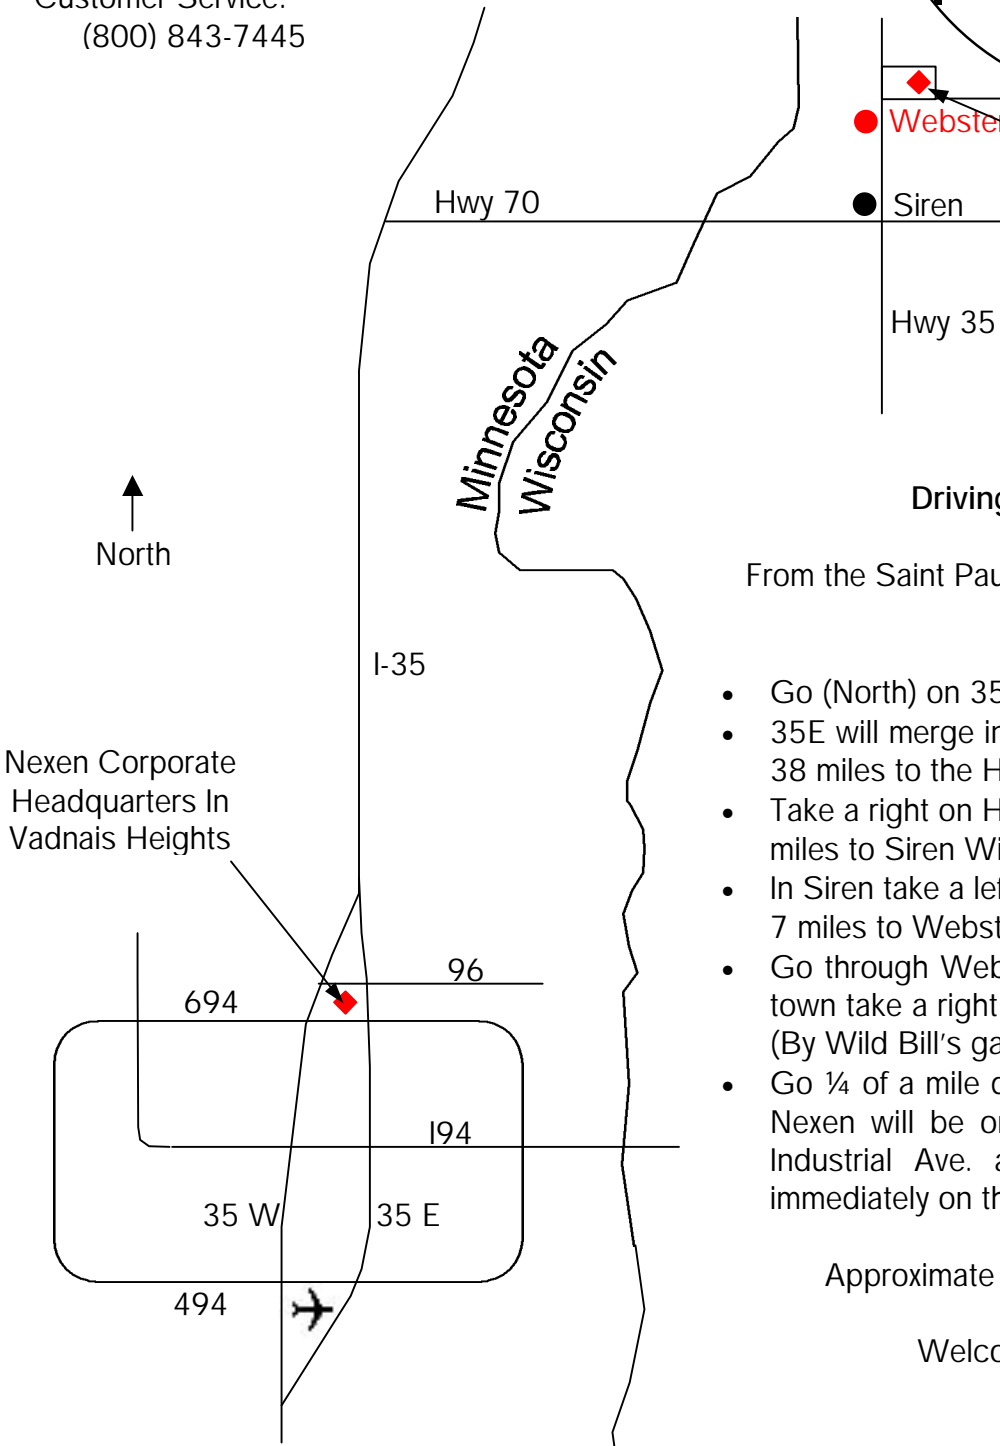 Customer Service:
(800) 843-7445
Webster
Hwy 70
Siren
Hwy 35
Minnesota
Wisconsin
North
I-35
Nexen Corporate
Headquarters In
Vadnais Heights
96
694
I94
35 W
35 E
494
Driving
From the Saint Pau
• Go (North) on 35
• 35E will merge in
38 miles to the H
• Take a right on H
miles to Siren Wi
• In Siren take a lef
7 miles to Webst
• Go through Web
town take a right
(By Wild Bill's ga
• Go ¼ of a mile
Nexen will be
Industrial Ave.
immediately on th
Approximate
Welco